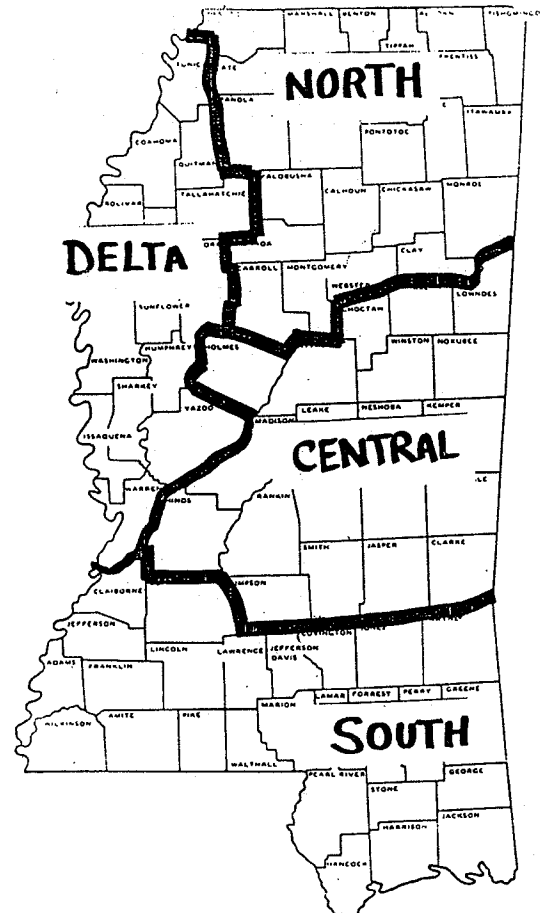 MARSHALL
BENTON
TIPPAH
PRENTISS
NORTH
PANOLA
ITAWAMBA
PONTOTOC
COAHOMA
QUITMAN
CALHOUN
CHICKASAW
MONROE
TALLAHATCHIE
BOLIVAR
DELTA
CARROLL
MONTGOMERY
CLAY
WEBSTER
LOWNDES
CHOCTAW
SUNFLOWER
HUMPHREY
HOLMES
WINSTON
NOXUBEE
WASHINGTON
SHARKEY
YAZOO
MADISON
LEAKE
NESHOBA
KEMPER
ISSAQUENA
CENTRAL
WARREN
HINDS
RANKIN
SMITH
JASPER
CLARKE
CLAIBORNE
JEFFERSON
LINCOLN
LAWRENCE
JEFFERSON
DAVIS
COVINGTON
ADAMS
FRANKLIN
LAMAR
FORREST
PERRY
GREENE
WILKINSON
AMITE
PIKE
MARION
SOUTH
WALTHALL
PEARL RIVER
STONE
GEORGE
HARRISON
JACKSON
HANCOCK